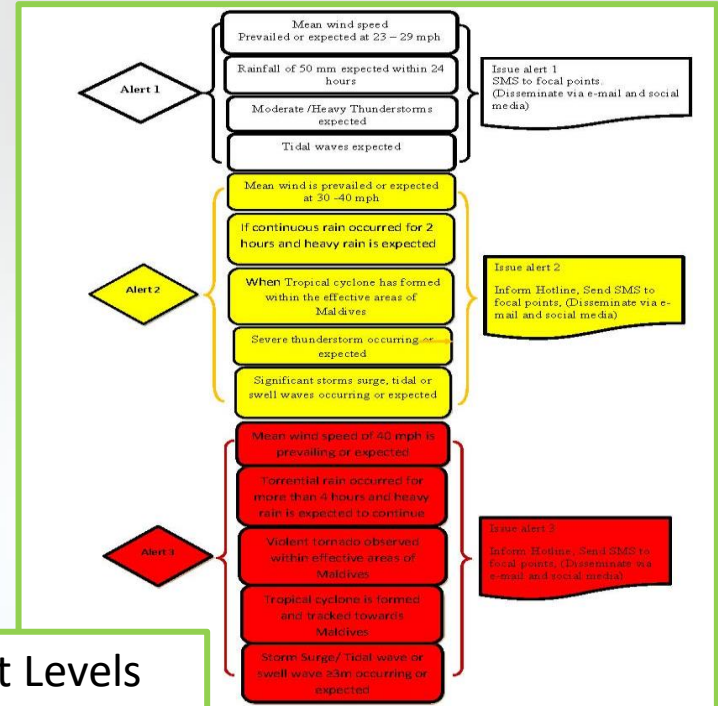 Alert 1
Mean wind speed
Prevailed or expected at 23 – 29 mph
Rainfall of 50 mm expected within 24
hours
Moderate /Heavy Thunderstorms
expected
Tidal waves expected
Issue alert 1
SMS to focal points.
(Disseminate via e-mail and social
media)
Alert 2
Mean wind is prevailed or expected
at 30 -40 mph
If continuous rain occurred for 2
hours and heavy rain is expected
When Tropical cyclone has formed
within the effective areas of
Maldives
Severe thunderstorm occurring or
expected
Significant storms surge, tidal or
swell waves occurring or expected
Issue alert 2
Inform Hotline, Send SMS to
focal points, (Disseminate via e-
mail and social media)
Alert 3
Mean wind speed of 40 mph is
prevailing or expected
Torrential rain occurred for
more than 4 hours and heavy
rain is expected to continue
Violent tornado observed
within effective areas of
Maldives
Tropical cyclone is formed
and tracked towards
Maldives
Storm Surge/ Tidal wave or
swell wave ≥3m occurring or
expected
Issue alert 3
Inform Hotline, Send SMS to
focal points, (Disseminate via
e-mail and social media)
t Levels